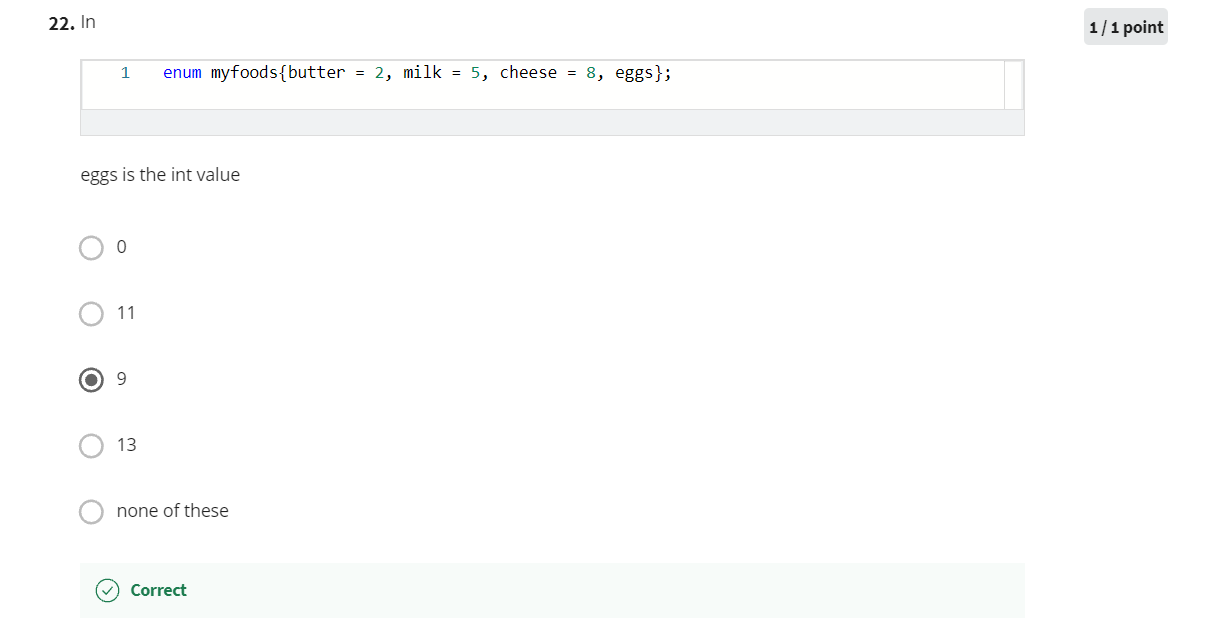 22. In
1 / 1 point
1 enum myfoods{butter = 2, milk = 5, cheese = 8, eggs};
eggs is the int value
0
11
9
13
none of these
Correct